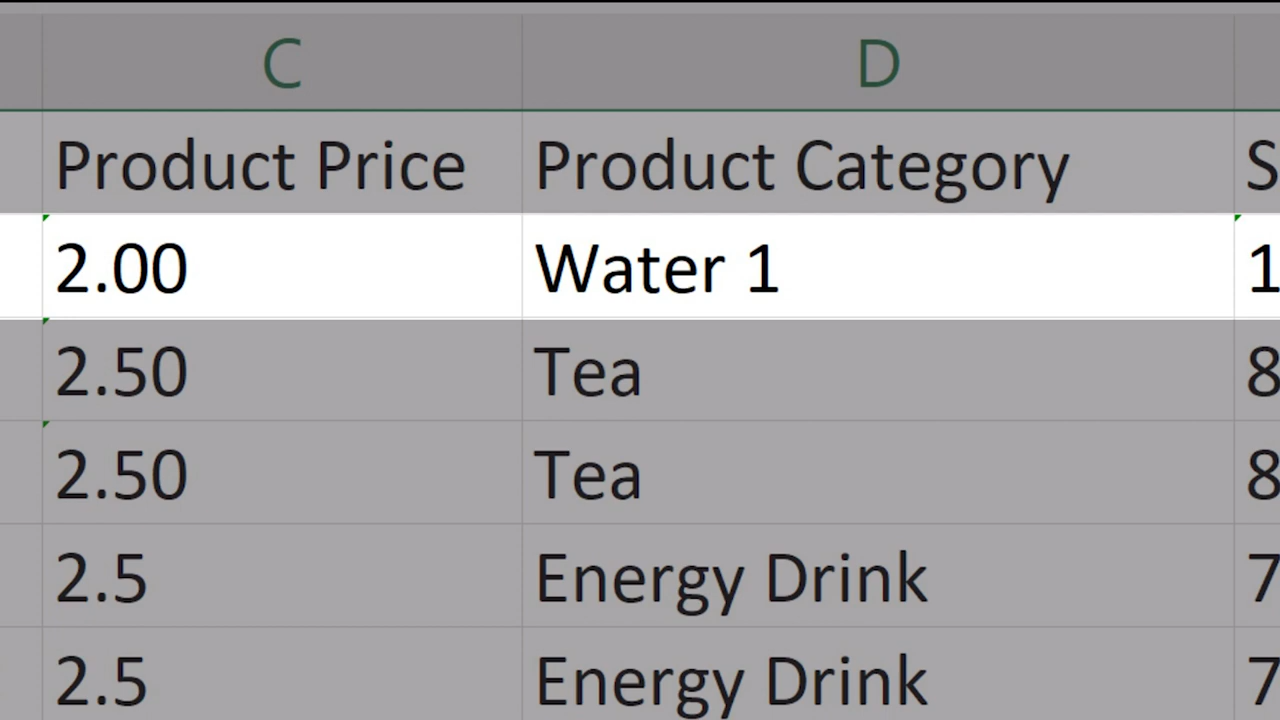 C D
Product Price Product Category S
2.00 Water 1 1
2.50 Tea 8
2.50 Tea 8
2.5 Energy Drink 7
2.5 Energy Drink 7